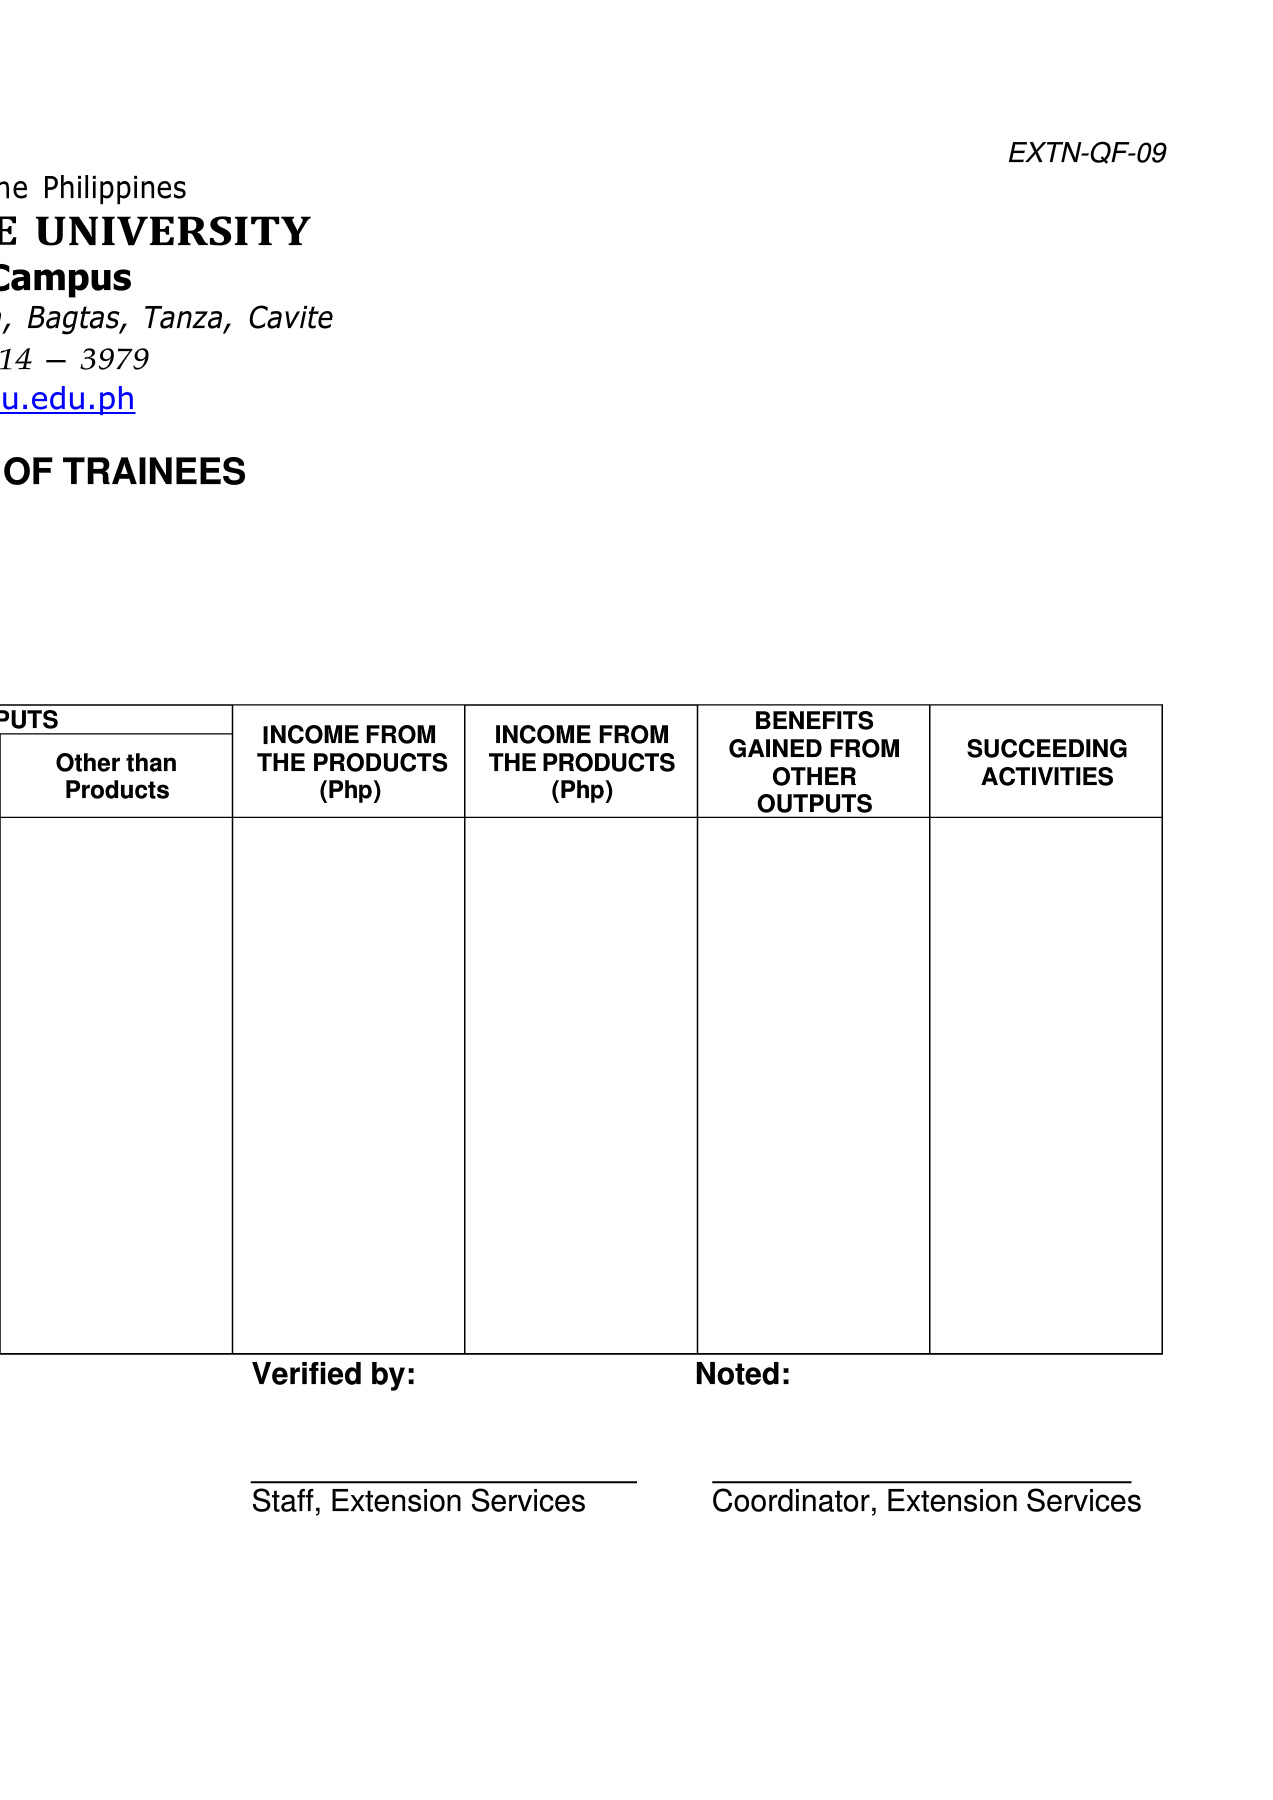 EXTN-QF-09
he Philippines
E UNIVERSITY
Campus
, Bagtas, Tanza, Cavite
14 – 3979
u.edu.ph
OF TRAINEES
PUTS
Other than
Products
INCOME FROM
THE PRODUCTS
(Php)
INCOME FROM
THE PRODUCTS
(Php)
BENEFITS
GAINED FROM
OTHER
OUTPUTS
SUCCEEDING
ACTIVITIES
Verified by:
Noted:
Staff, Extension Services
Coordinator, Extension Services